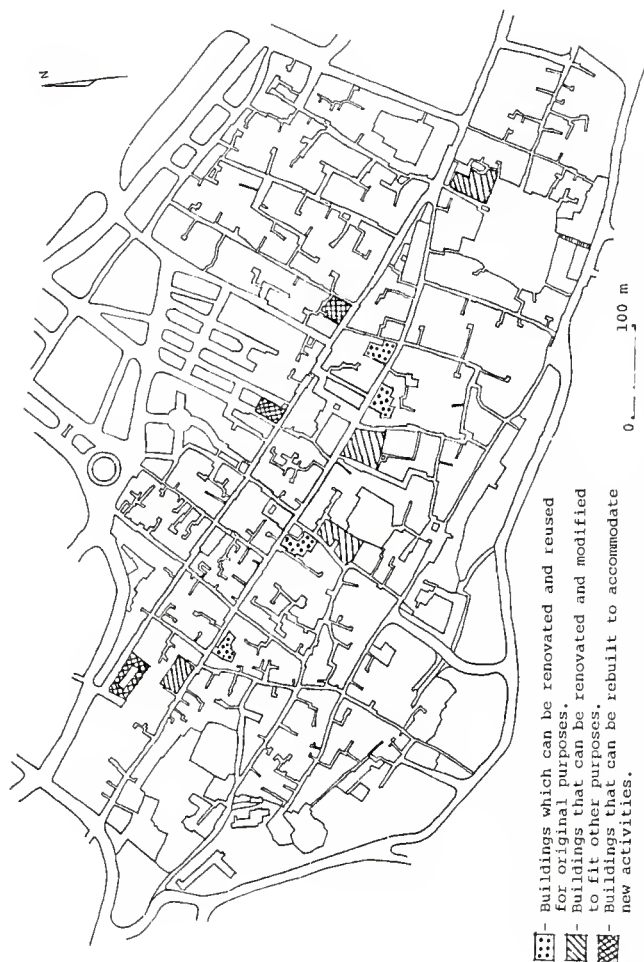 N
0 100 m
- Buildings which can be renovated and reused
for original purposes.
- Buildings that can be renovated and modified
to fit other purposes.
- Buildings that can be rebuilt to accommodate
new activities.